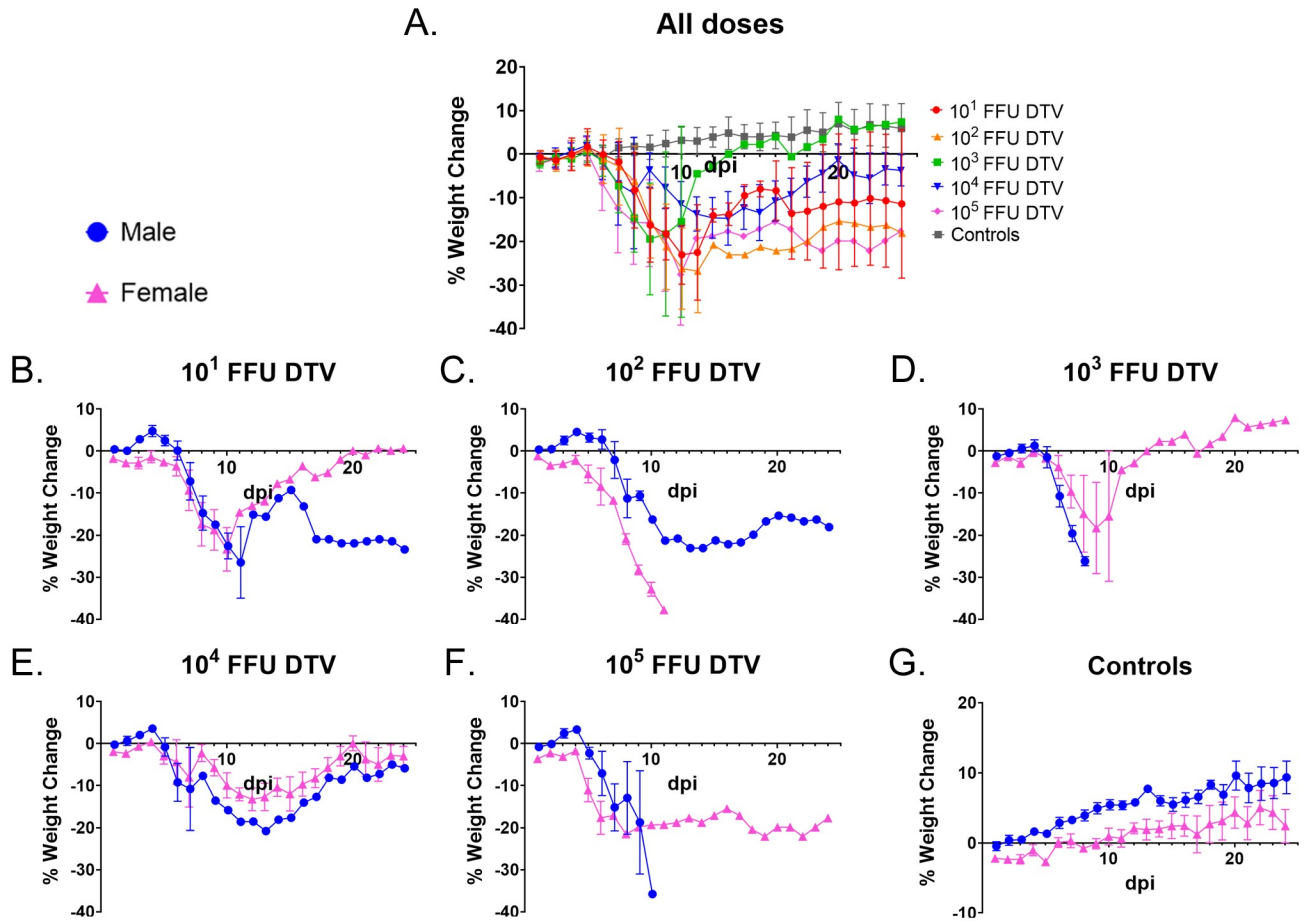 A.
All doses
20
10
0
-10
-20
-30
-40
% Weight Change
10
dpi
20
10¹ FFU DTV
10² FFU DTV
10³ FFU DTV
10⁴ FFU DTV
10⁵ FFU DTV
Controls
Male
Female
B.
10¹ FFU DTV
10
0
-10
-20
-30
-40
% Weight Change
10
dpi
20
C.
10² FFU DTV
10
0
-10
-20
-30
-40
% Weight Change
10
dpi
20
D.
10³ FFU DTV
10
0
-10
-20
-30
-40
% Weight Change
10
dpi
20
E.
10⁴ FFU DTV
10
0
-10
-20
-30
-40
% Weight Change
10
dpi
20
F.
10⁵ FFU DTV
10
0
-10
-20
-30
-40
% Weight Change
10
dpi
20
G.
Controls
20
10
0
-10
% Weight Change
10
dpi
20